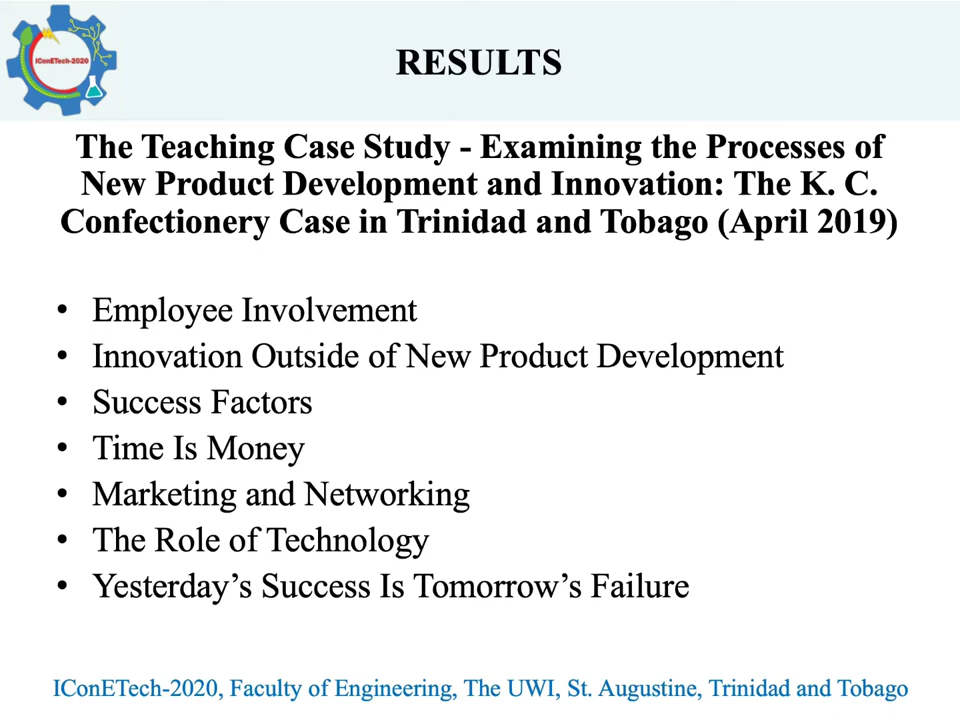 IConETech-2020
RESULTS
The Teaching Case Study - Examining the Processes of
New Product Development and Innovation: The K. C.
Confectionery Case in Trinidad and Tobago (April 2019)
• Employee Involvement
• Innovation Outside of New Product Development
• Success Factors
• Time Is Money
• Marketing and Networking
• The Role of Technology
• Yesterday’s Success Is Tomorrow’s Failure
IConETech-2020, Faculty of Engineering, The UWI, St. Augustine, Trinidad and Tobago